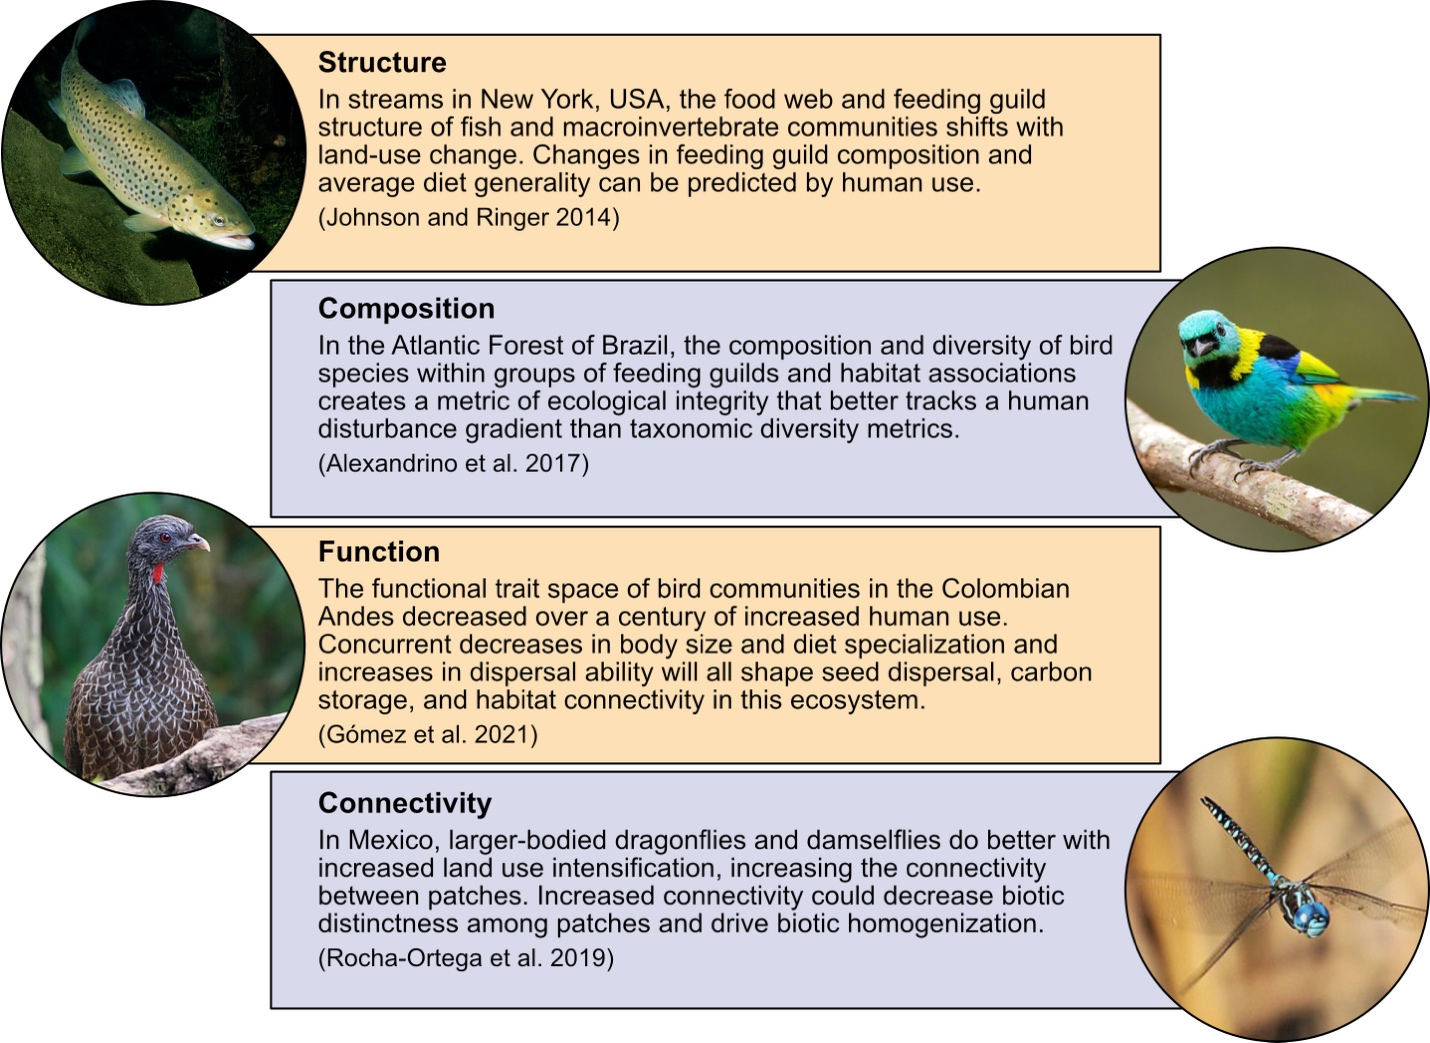 Structure
In streams in New York, USA, the food web and feeding guild
structure of fish and macroinvertebrate communities shifts with
land-use change. Changes in feeding guild composition and
average diet generality can be predicted by human use.
(Johnson and Ringer 2014)
Composition
In the Atlantic Forest of Brazil, the composition and diversity of bird
species within groups of feeding guilds and habitat associations
creates a metric of ecological integrity that better tracks a human
disturbance gradient than taxonomic diversity metrics.
(Alexandrino et al. 2017)
Function
The functional trait space of bird communities in the Colombian
Andes decreased over a century of increased human use.
Concurrent decreases in body size and diet specialization and
increases in dispersal ability will all shape seed dispersal, carbon
storage, and habitat connectivity in this ecosystem.
(Gómez et al. 2021)
Connectivity
In Mexico, larger-bodied dragonflies and damselflies do better with
increased land use intensification, increasing the connectivity
between patches. Increased connectivity could decrease biotic
distinctness among patches and drive biotic homogenization.
(Rocha-Ortega et al. 2019)